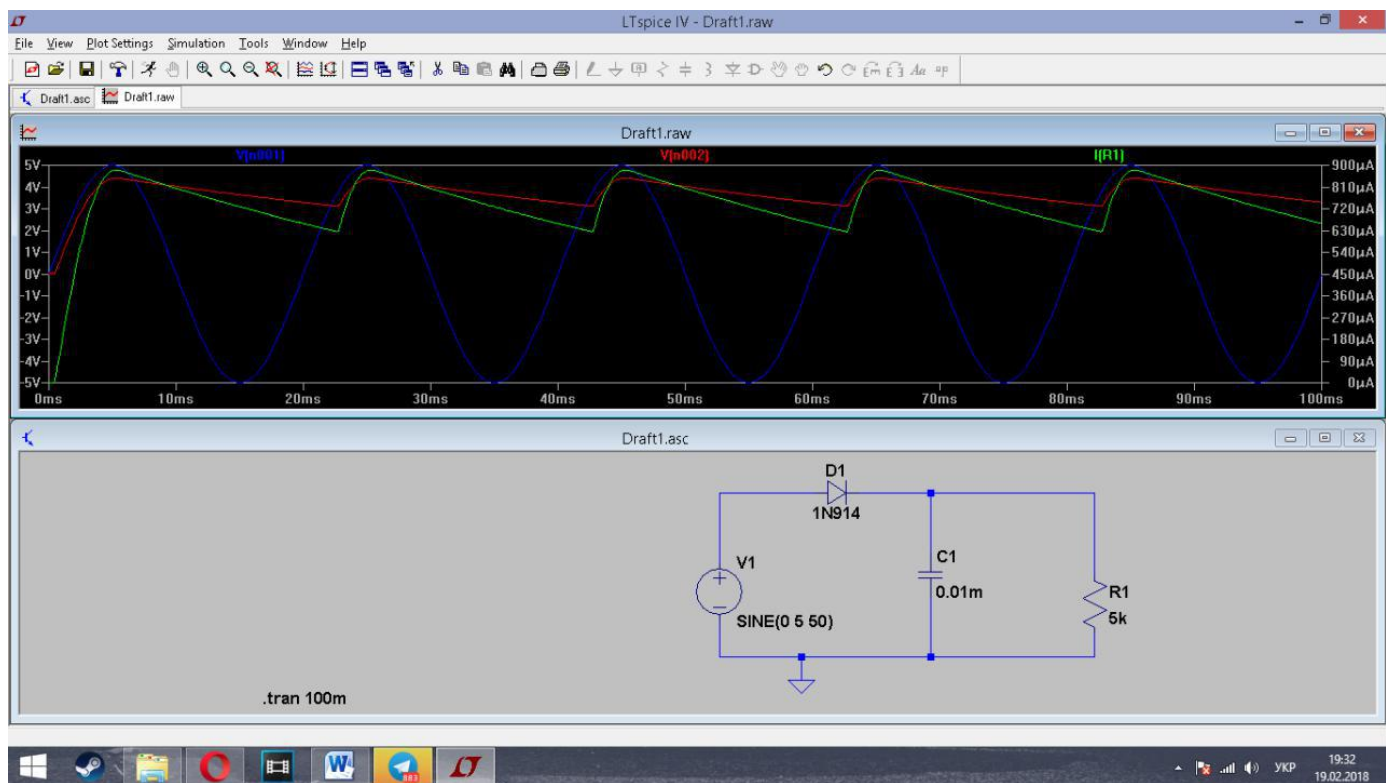 LTspice IV - Draft1.raw
File View Plot Settings Simulation Tools Window Help
Draft1.asc Draft1.raw
Draft1.raw
V(n001) V(n002) I(R1)
5V 900µA
4V 810µA
3V 720µA
2V 630µA
1V 540µA
0V 450µA
-1V 360µA
-2V 270µA
-3V 180µA
-4V 90µA
-5V 0µA
0ms 10ms 20ms 30ms 40ms 50ms 60ms 70ms 80ms 90ms 100ms
Draft1.asc
D1
1N914
V1
SINE(0 5 50)
C1
0.01m
R1
5k
.tran 100m
УКР
19:32
19.02.2018